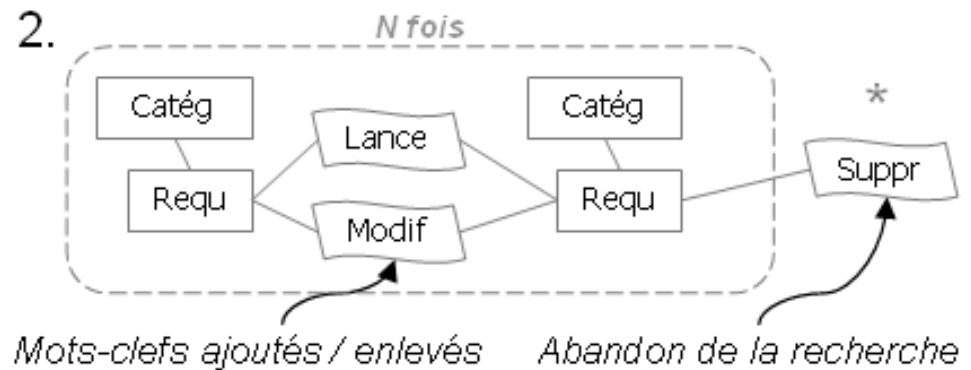 2.
N fois
Catég
Catég
*
Lance
Requ
Requ
Suppr
Modif
Mots-clefs ajoutés / enlevés
Abandon de la recherche